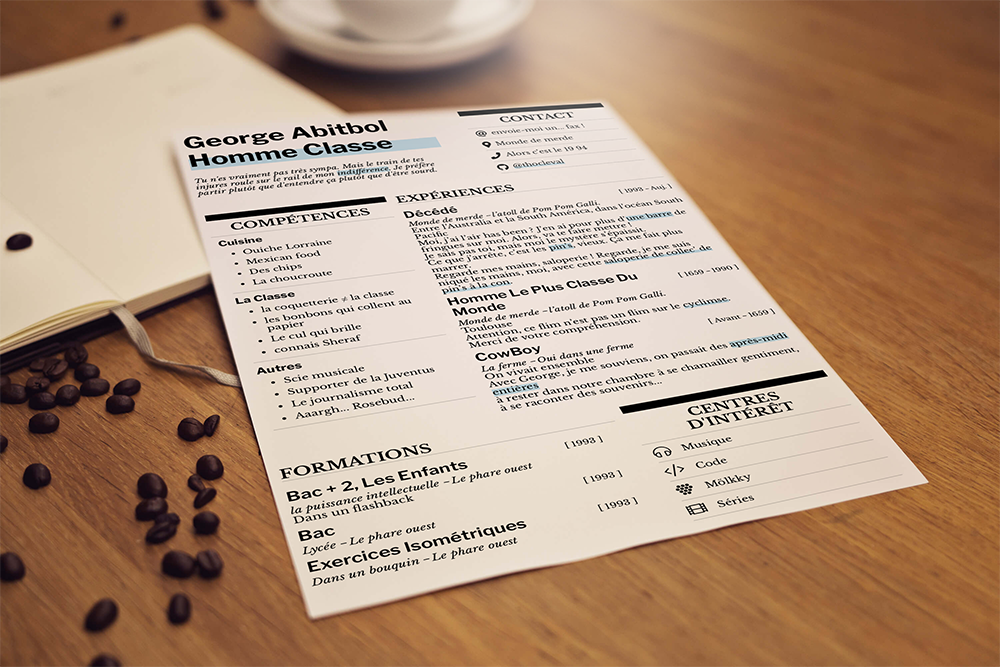 George Abitbol
Homme Classe
Tu n'es vraiment pas très sympa. Mais le train de tes
injures roule sur le rail de mon indifférence. Je préfère
partir plutôt que d'entendre ça plutôt que d'être sourd.
CONTACT
envoie-moi un... fax !
Monde de merde
Alors c'est le 19 94
@thocleval
COMPÉTENCES
Cuisine
• Ouiche Lorraine
• Mexican food
• Des chips
• La choucroute
La Classe
• la coquetterie ≠ la classe
• les bonbons qui collent au
papier
• Le cul qui brille
• connais Sheraf
Autres
• Scie musicale
• Supporter de la Juventus
• Le journalisme total
• Aaargh... Rosebud...
EXPÉRIENCES
Décédé
[ 1993 - Auj ]
Monde de merde - l'atoll de Pom Pom Galli.
Entre l'Australia et la South América, dans l'océan South
Pacific
Moi, j'ai l'air has been ? J'en ai pour plus d'une barre de
fringues sur moi. Alors, va te faire mettre !
Je sais pas toi, mais moi le mystère s'épaissit.
Ce que j'arrête, c'est les pin's, vieux. Ça me fait plus
marrer.
Regarde mes mains, saloperie ! Regarde, je me suis
niqué les mains, moi, avec ceute saloperie de collec' de
pin's à la con.
Homme Le Plus Classe Du
Monde
[ 1659 - 1990 ]
Monde de merde - l'atoll de Pom Pom Galli.
Toulouse
Attention, ce flim n'est pas un flim sur le cyclimse.
Merci de votre compréhension.
CowBoy
[ Avant - 1659 ]
La ferme - Oui dans une ferme
On vivait ensemble
Avec George, je me souviens, on passait des après-midi
entières
à rester dans notre chambre à se chamailler gentiment,
à se raconter des souvenirs...
FORMATIONS
Bac + 2, Les Enfants
[ 1993 ]
la puissance intellectuelle - Le phare ouest
Dans un flashback
Bac
[ 1993 ]
Lycée - Le phare ouest
Exercices Isométriques
[ 1993 ]
Dans un bouquin - Le phare ouest
CENTRES
D'INTÉRÊT
Musique
</> Code
Mölkky
Séries